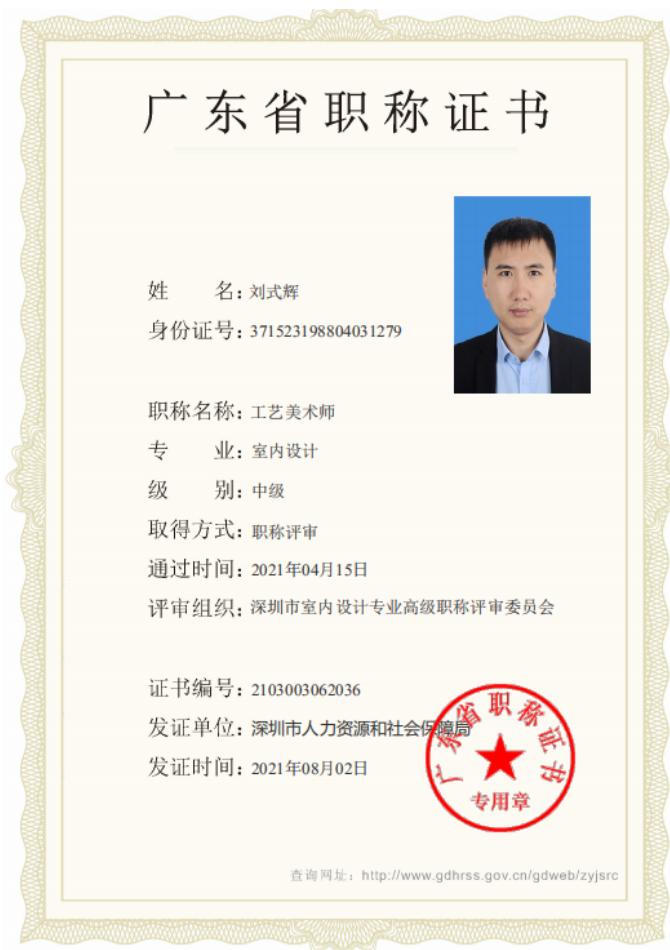 广东省职称证书
姓 名：刘式辉
身份证号：371523198804031279
职称名称：工艺美术师
专 业：室内设计
级 别：中级
取得方式：职称评审
通过时间：2021年04月15日
评审组织：深圳市室内设计专业高级职称评审委员会
证书编号：2103003062036
发证单位：深圳市人力资源和社会保障局
发证时间：2021年08月02日
广东省职称证书
专用章
查询网址：http://www.gdhrss.gov.cn/gdweb/zyjsrc